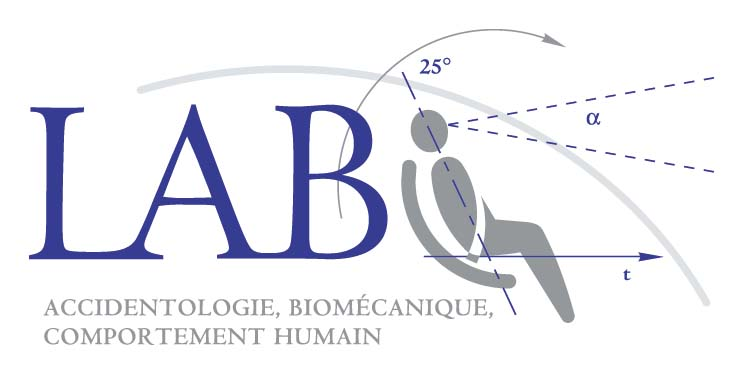 25°
α
LAB
t
ACCIDENTOLOGIE, BIOMÉCANIQUE,
COMPORTEMENT HUMAIN